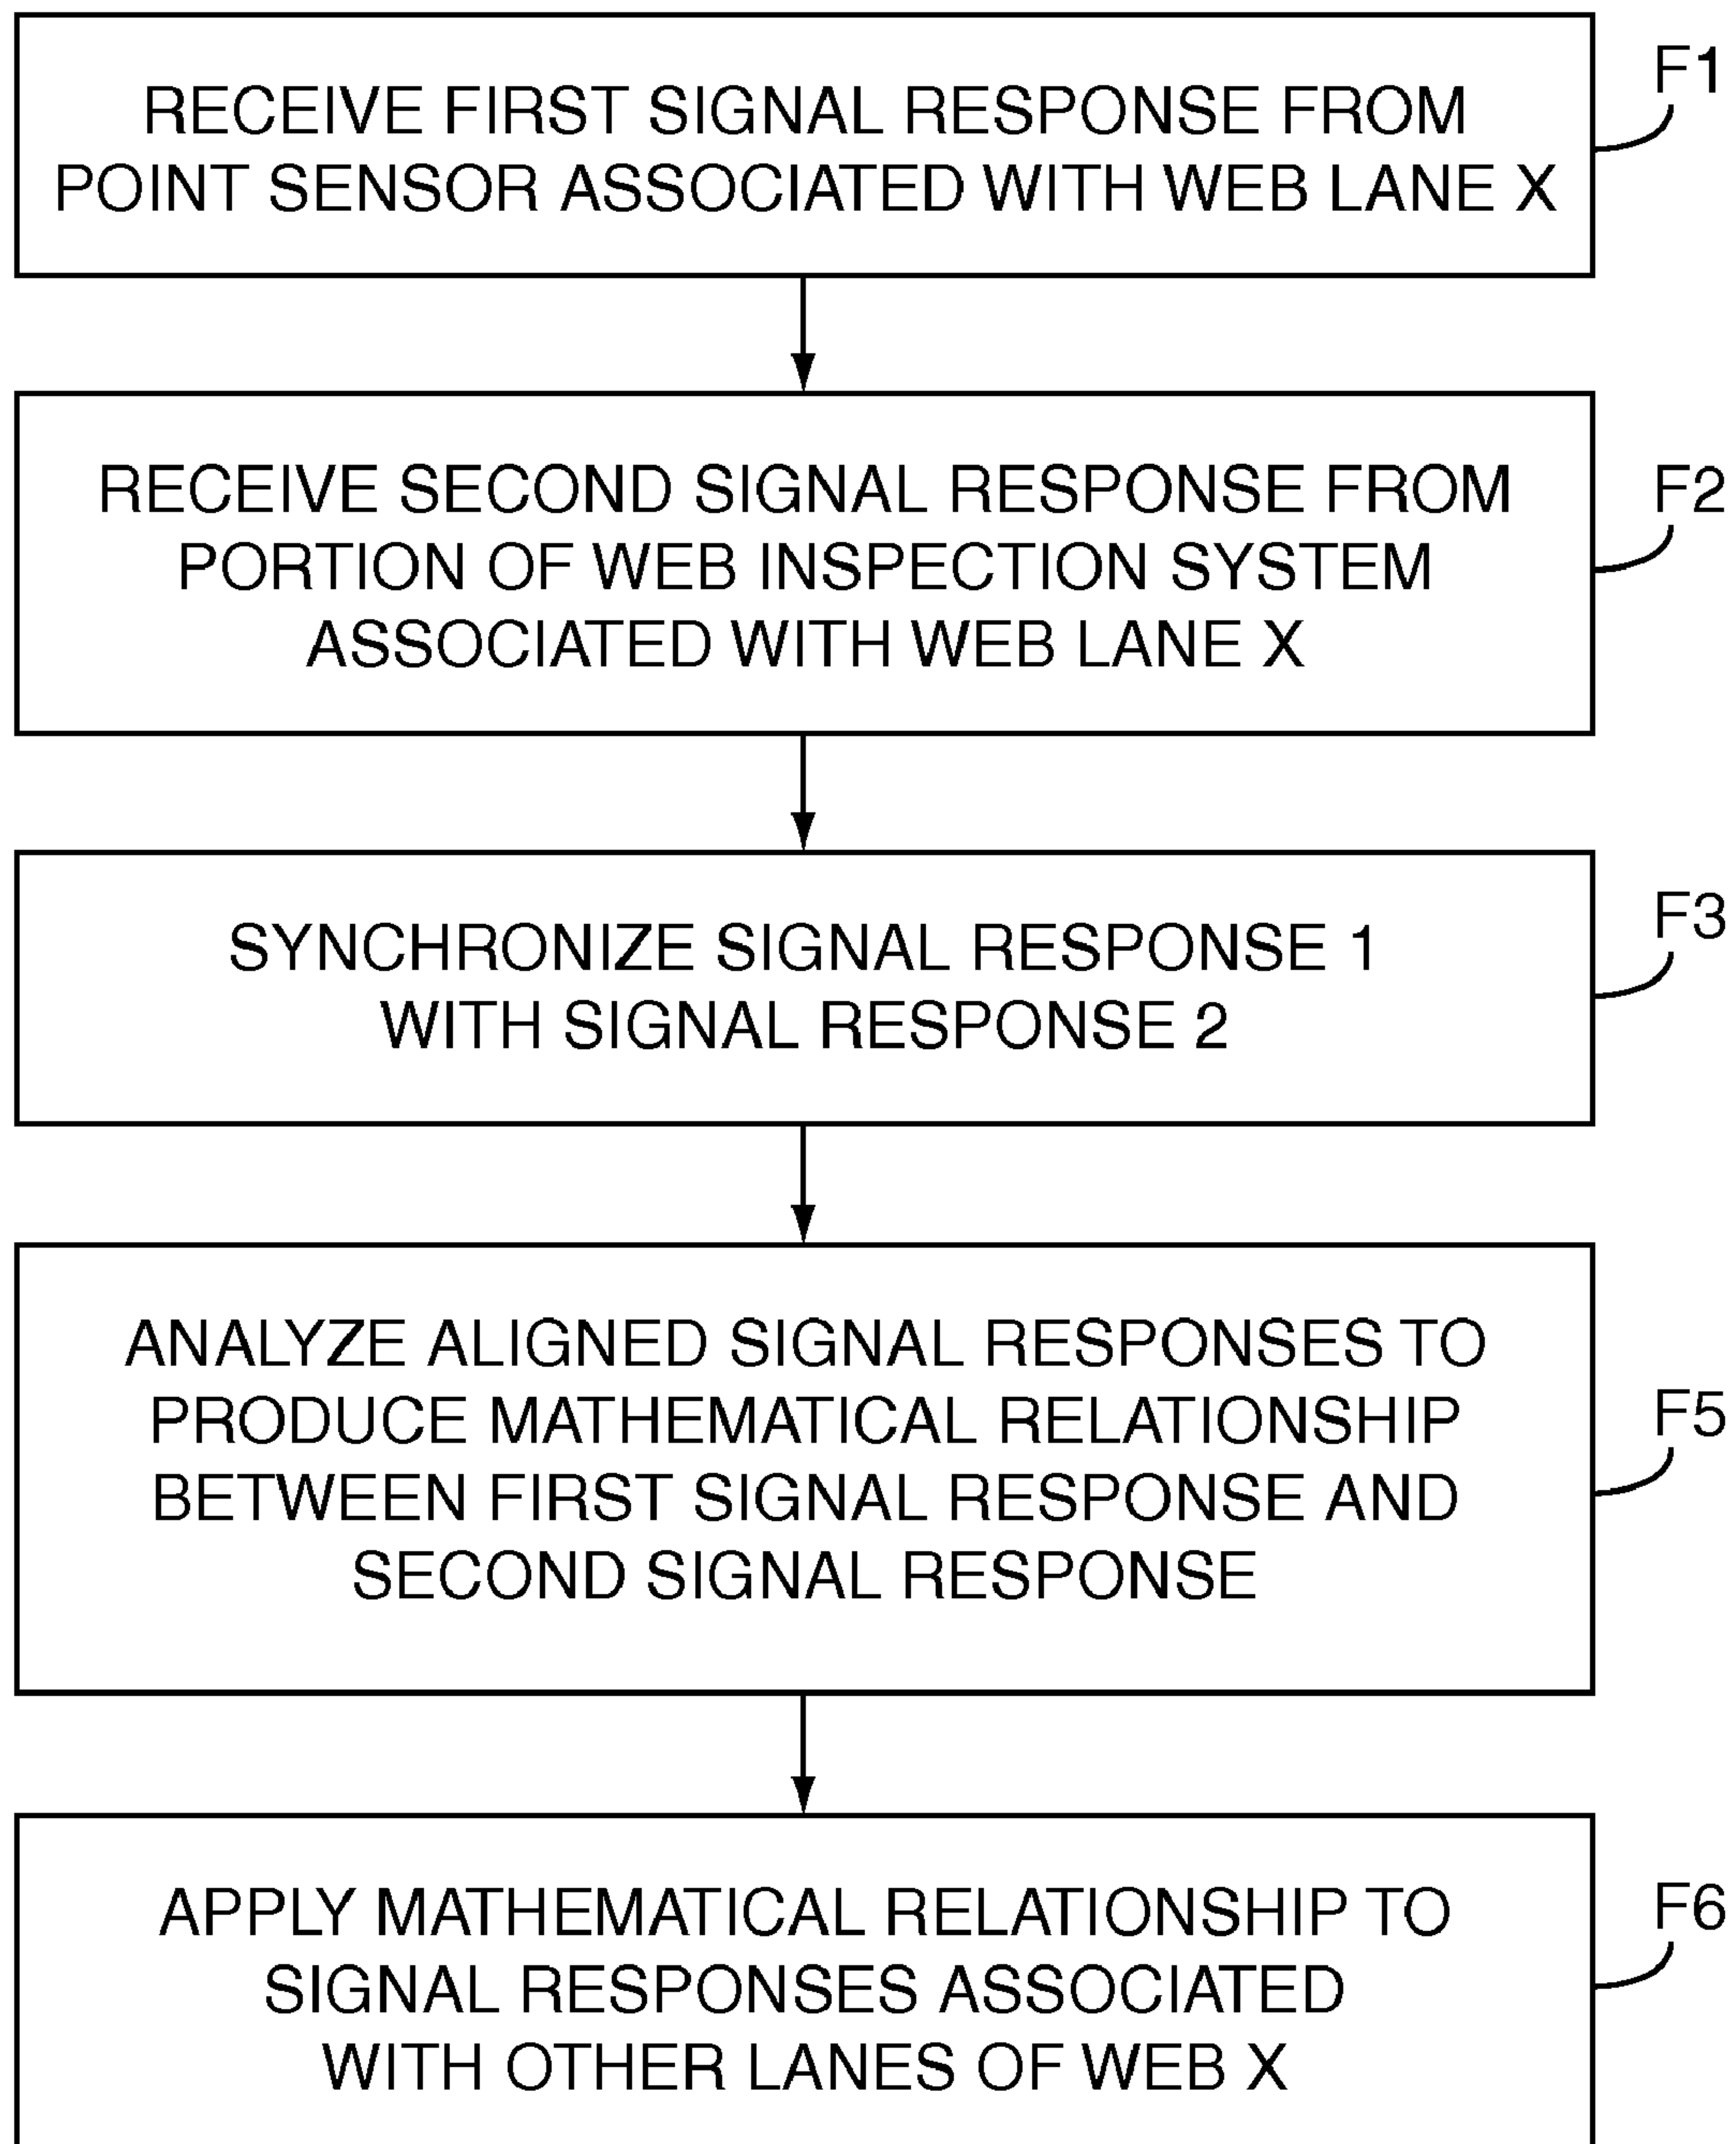 RECEIVE FIRST SIGNAL RESPONSE FROM
POINT SENSOR ASSOCIATED WITH WEB LANE X
F1
RECEIVE SECOND SIGNAL RESPONSE FROM
PORTION OF WEB INSPECTION SYSTEM
ASSOCIATED WITH WEB LANE X
F2
SYNCHRONIZE SIGNAL RESPONSE 1
WITH SIGNAL RESPONSE 2
F3
ANALYZE ALIGNED SIGNAL RESPONSES TO
PRODUCE MATHEMATICAL RELATIONSHIP
BETWEEN FIRST SIGNAL RESPONSE AND
SECOND SIGNAL RESPONSE
F5
APPLY MATHEMATICAL RELATIONSHIP TO
SIGNAL RESPONSES ASSOCIATED
WITH OTHER LANES OF WEB X
F6